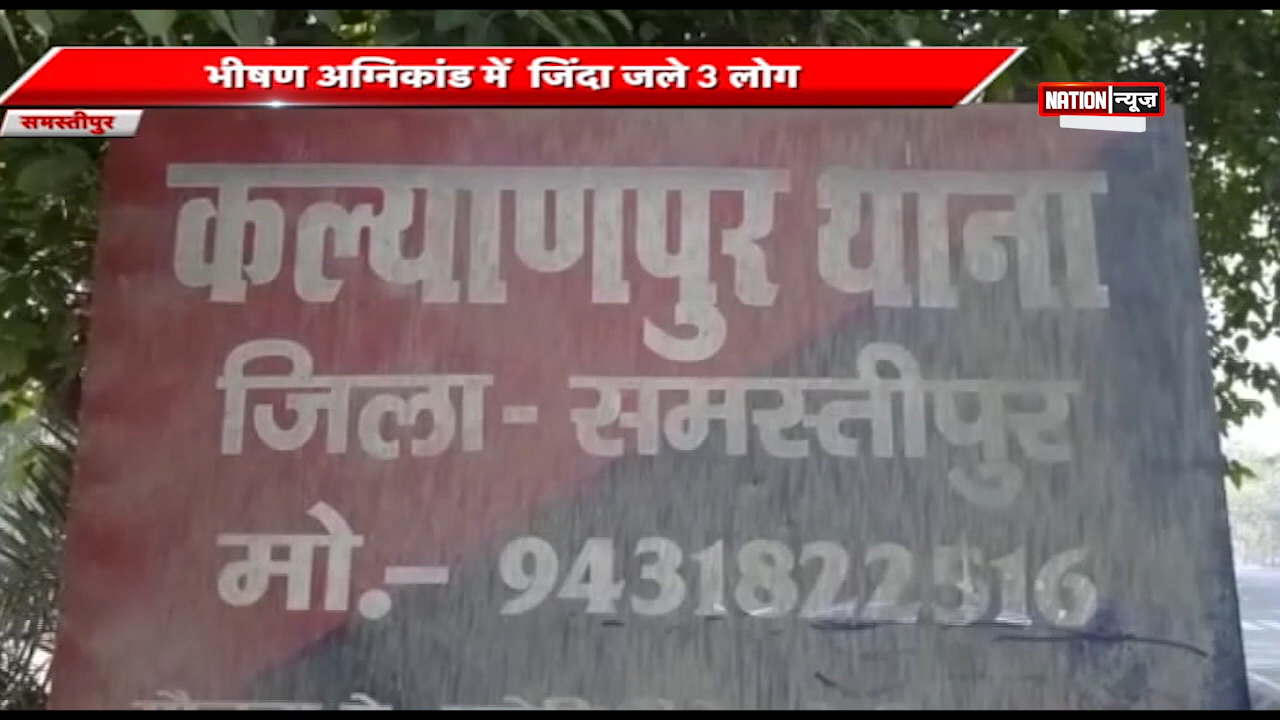 भीषण अग्निकांड में जिंदा जले 3 लोग
NATION न्यूज़
समस्तीपुर
कल्याणपुर थाना
जिला - समस्तीपुर
मो.- 9431822516